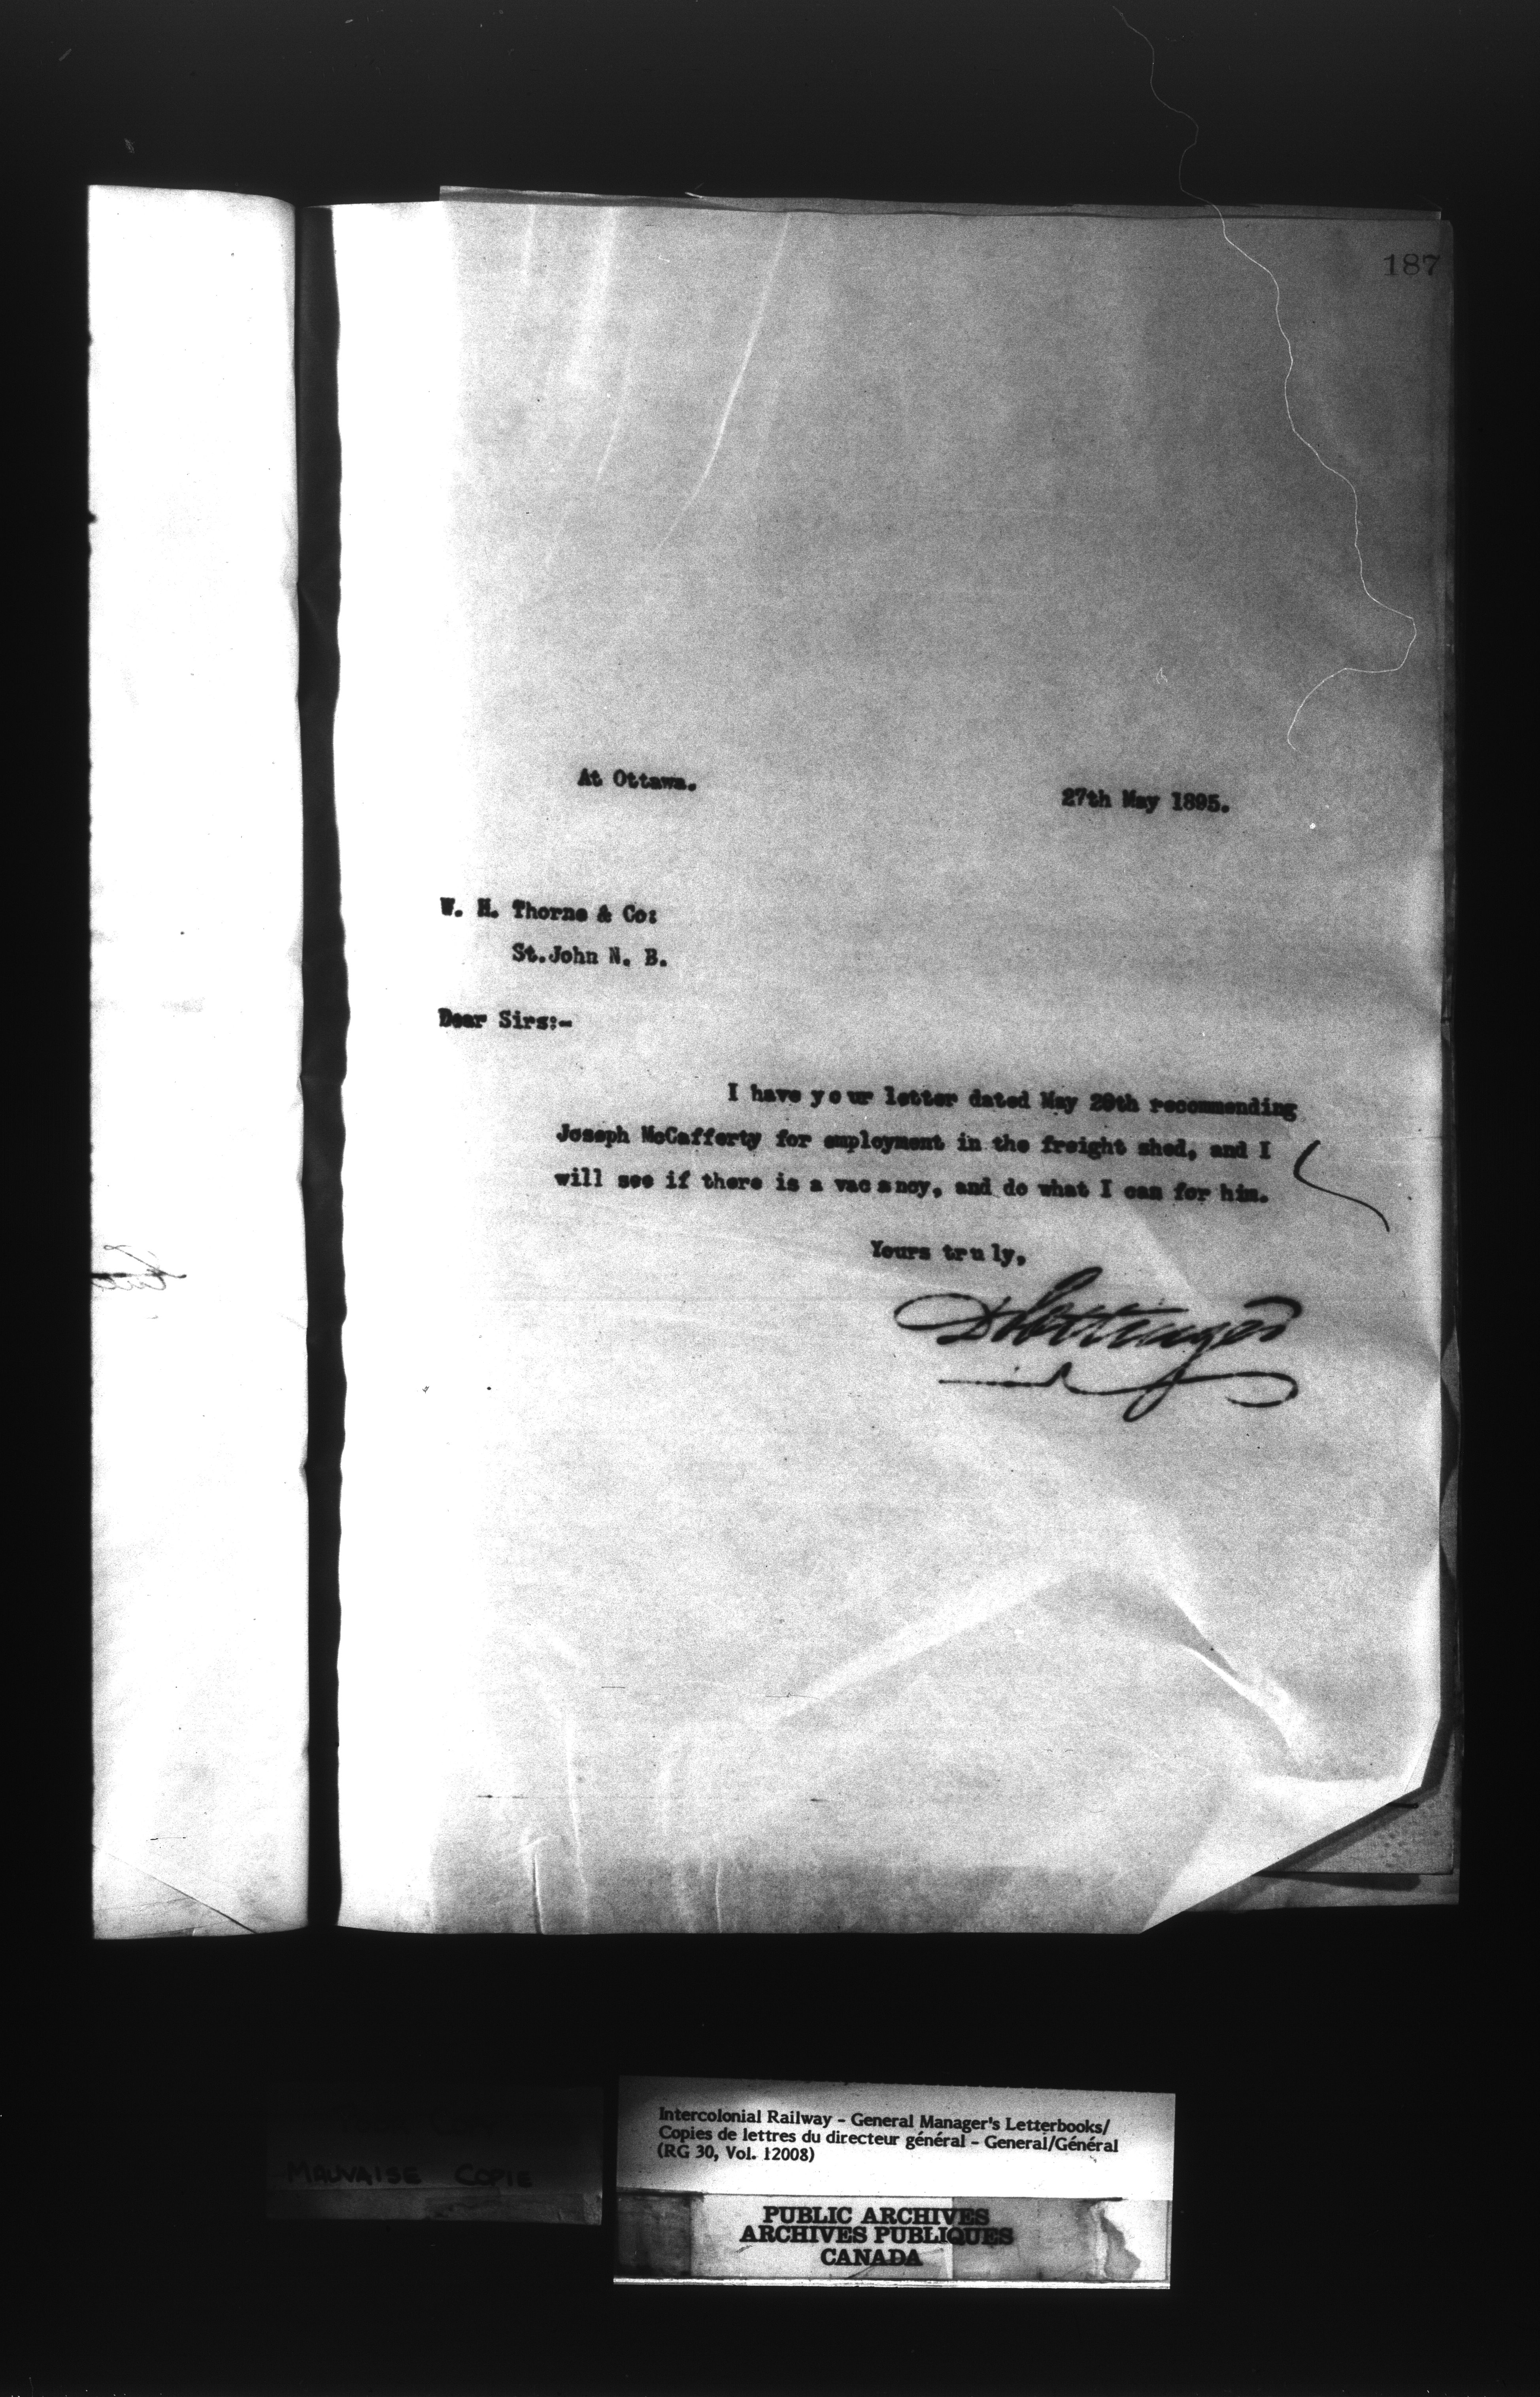 187
At Ottawa.
27th May 1895.
W. H. Thorne & Co:
St.John N. B.
Dear Sirs:-
I have your letter dated May 20th recommending
Joseph McCafferty for employment in the freight shed, and I
will see if there is a vacancy, and do what I can for him.
Yours truly,
D Pottinger
MAUVAISE COPIE
Intercolonial Railway - General Manager's Letterbooks/
Copies de lettres du directeur général - General/Général
(RG 30, Vol. 12008)
PUBLIC ARCHIVES
ARCHIVES PUBLIQUES
CANADA